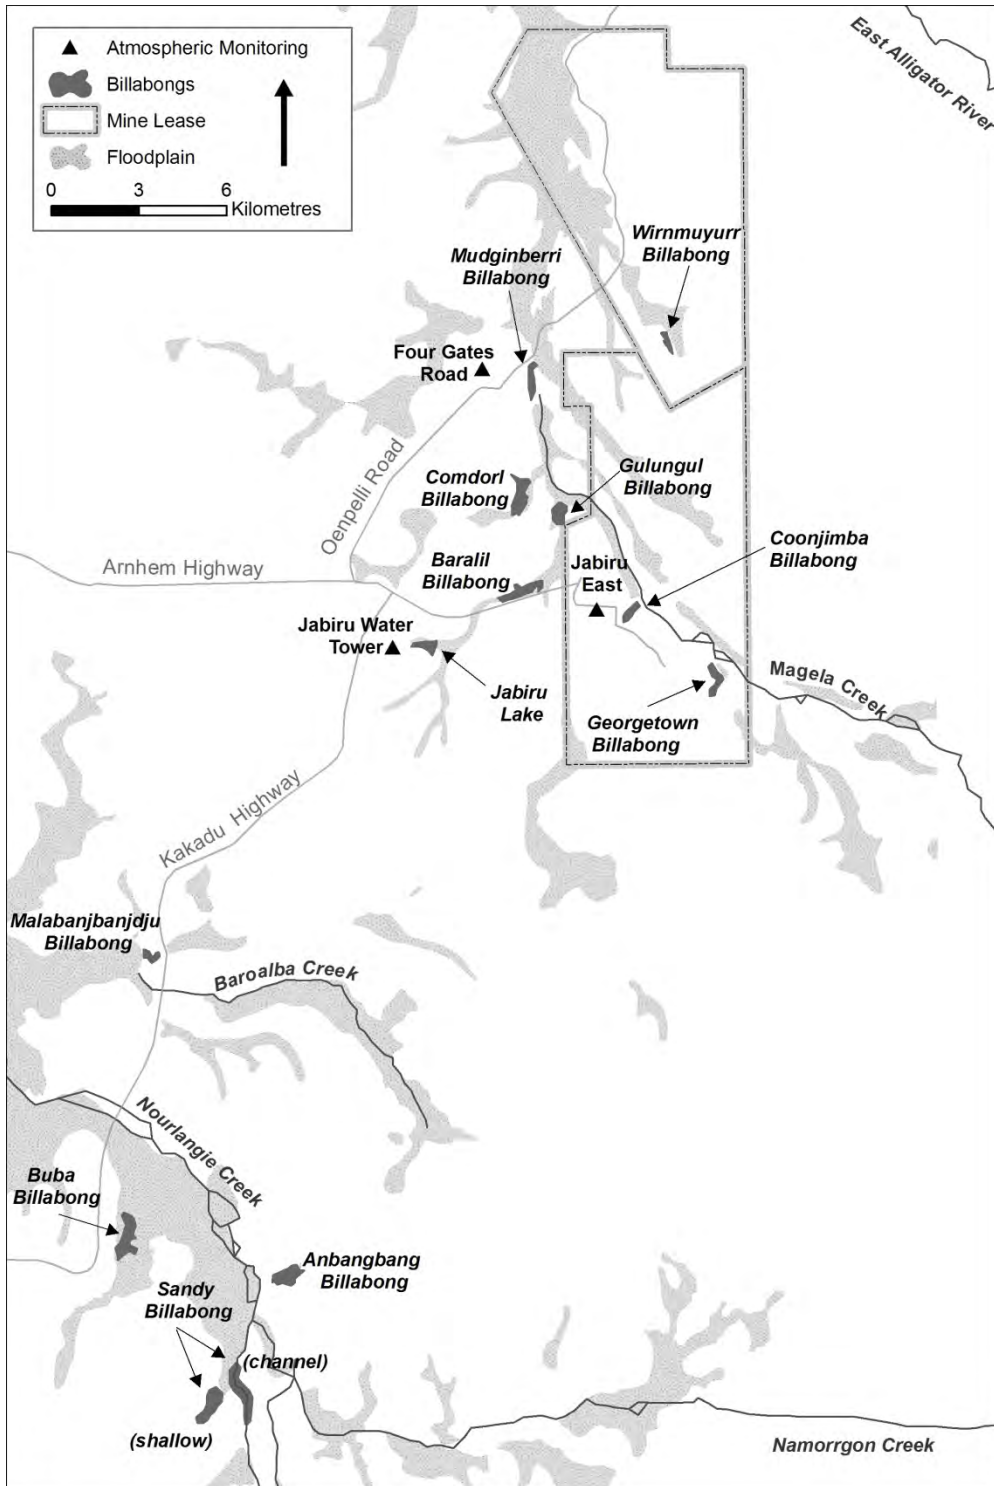 Atmospheric Monitoring
Billabongs
Mine Lease
Floodplain
0 3 6
Kilometres
East Alligator River
Wirnmuyurr
Billabong
Mudginberri
Billabong
Four Gates
Road
Oenpelli Road
Comdorl
Billabong
Gulungul
Billabong
Coonjimba
Billabong
Arnhem Highway
Baralil
Billabong
Jabiru
East
Jabiru Water
Tower
Jabiru
Lake
Magela Creek
Georgetown
Billabong
Kakadu Highway
Malabanjbanjdju
Billabong
Baroalba Creek
Nourlangie Creek
Buba
Billabong
Anbangbang
Billabong
Sandy
Billabong
(channel)
(shallow)
Namorrgon Creek